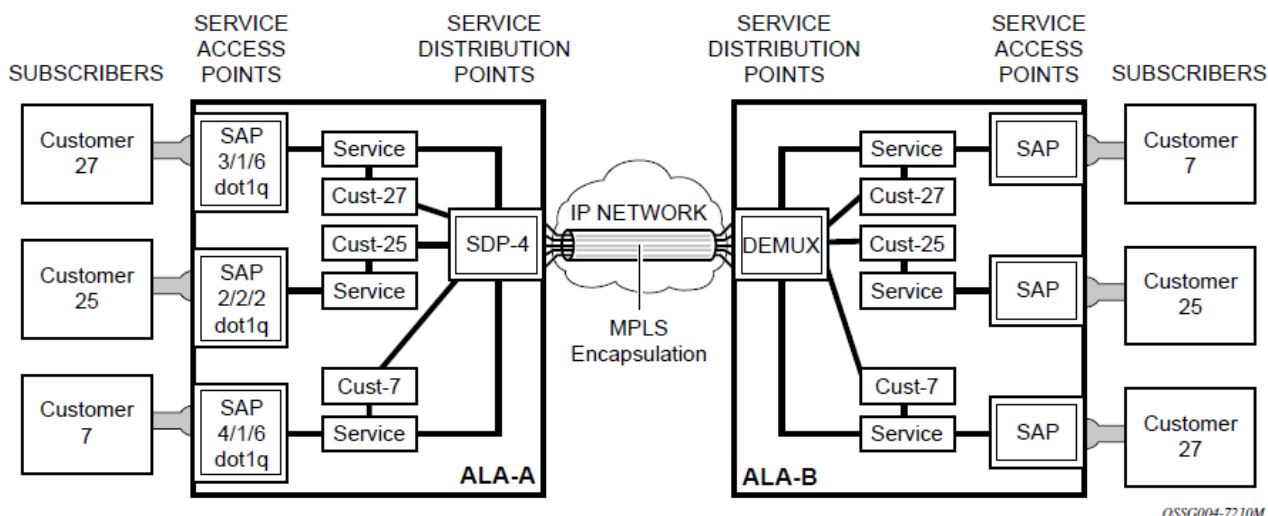 SERVICE
ACCESS
POINTS
SERVICE
DISTRIBUTION
POINTS
SERVICE
DISTRIBUTION
POINTS
SERVICE
ACCESS
POINTS
SUBSCRIBERS
SUBSCRIBERS
Customer
27
SAP
3/1/6
dot1q
Service
Cust-27
Customer
25
SAP
2/2/2
dot1q
Cust-25
Service
Customer
7
SAP
4/1/6
dot1q
Cust-7
Service
SDP-4
ALA-A
IP NETWORK
MPLS
Encapsulation
DEMUX
Service
Cust-27
Cust-25
Service
Cust-7
Service
ALA-B
SAP
SAP
SAP
Customer
7
Customer
25
Customer
27
OSSG004-7210M